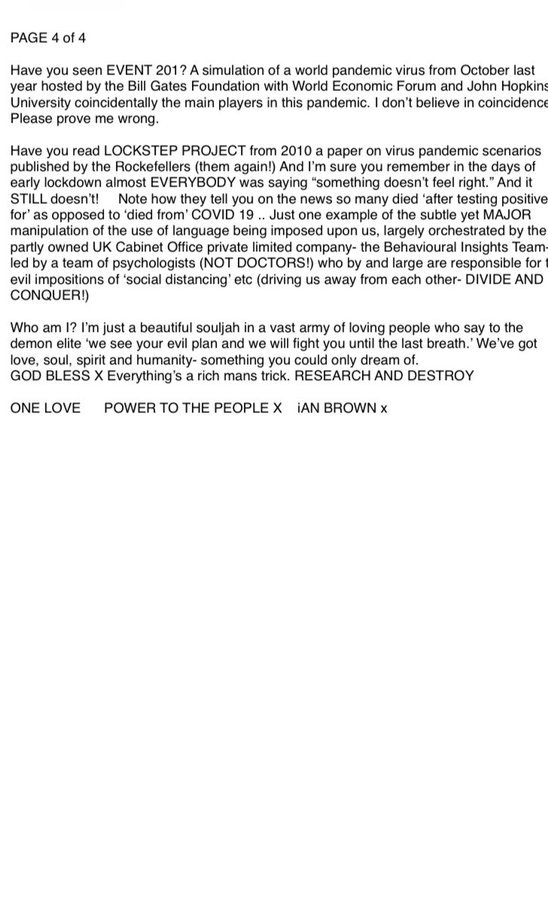 PAGE 4 of 4
Have you seen EVENT 201? A simulation of a world pandemic virus from October last
year hosted by the Bill Gates Foundation with World Economic Forum and John Hopkins
University coincidentally the main players in this pandemic. I don’t believe in coincidence
Please prove me wrong.
Have you read LOCKSTEP PROJECT from 2010 a paper on virus pandemic scenarios
published by the Rockefellers (them again!) And I’m sure you remember in the days of
early lockdown almost EVERYBODY was saying “something doesn’t feel right.” And it
STILL doesn’t! Note how they tell you on the news so many died ‘after testing positive
for’ as opposed to ‘died from’ COVID 19 .. Just one example of the subtle yet MAJOR
manipulation of the use of language being imposed upon us, largely orchestrated by the
partly owned UK Cabinet Office private limited company- the Behavioural Insights Team-
led by a team of psychologists (NOT DOCTORS!) who by and large are responsible for t
evil impositions of ‘social distancing’ etc (driving us away from each other- DIVIDE AND
CONQUER!)
Who am I? I’m just a beautiful souljah in a vast army of loving people who say to the
demon elite ‘we see your evil plan and we will fight you until the last breath.’ We’ve got
love, soul, spirit and humanity- something you could only dream of.
GOD BLESS X Everything’s a rich mans trick. RESEARCH AND DESTROY
ONE LOVE POWER TO THE PEOPLE X iAN BROWN x